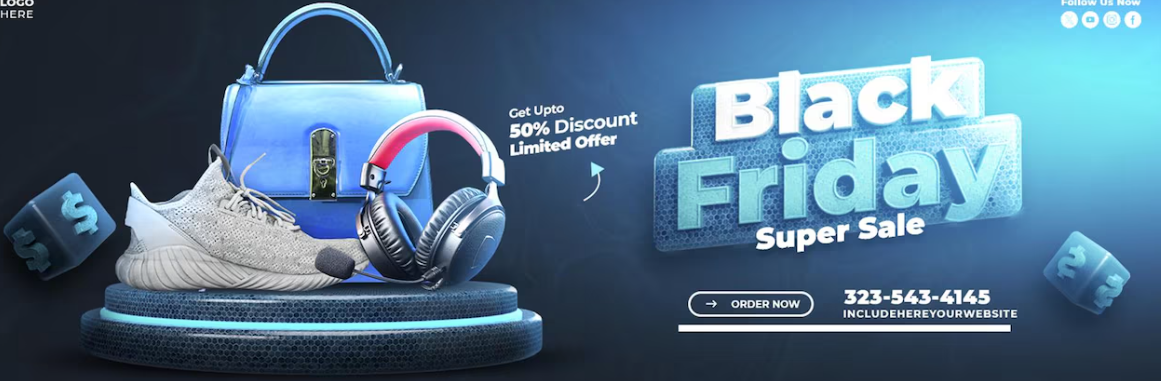 LOGO
HERE
Follow Us Now
Get Upto
50% Discount
Limited Offer
Black
Friday
Super Sale
$
$
$
$
ORDER NOW
323-543-4145
INCLUDEHEREYOURWEBSITE